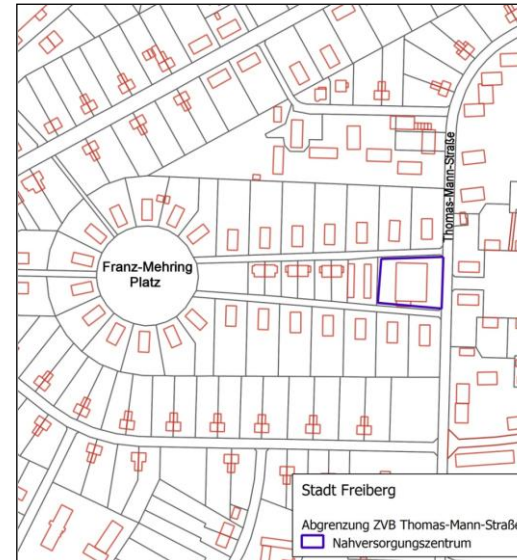 Thomas-Mann-Straße
Franz-Mehring
Platz
Stadt Freiberg
Abgrenzung ZVB Thomas-Mann-Straße
Nahversorgungszentrum